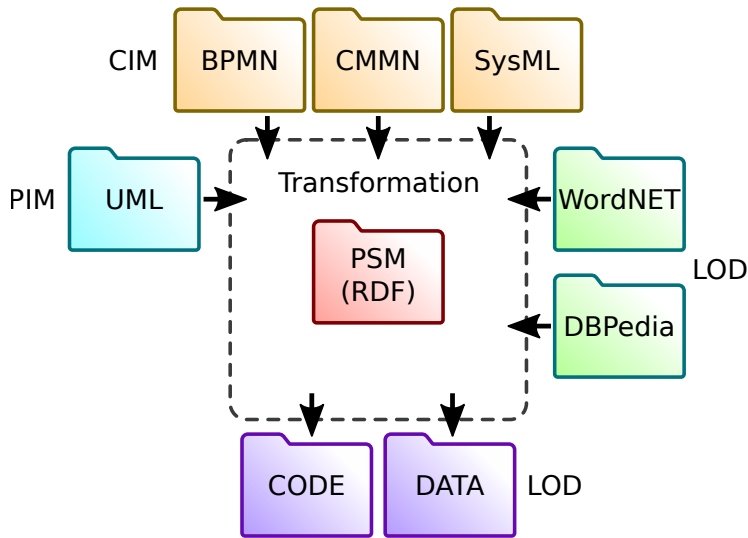 CIM
BPMN
CMMN
SysML
Transformation
PIM
UML
WordNET
PSM
(RDF)
LOD
DBPedia
CODE
DATA
LOD